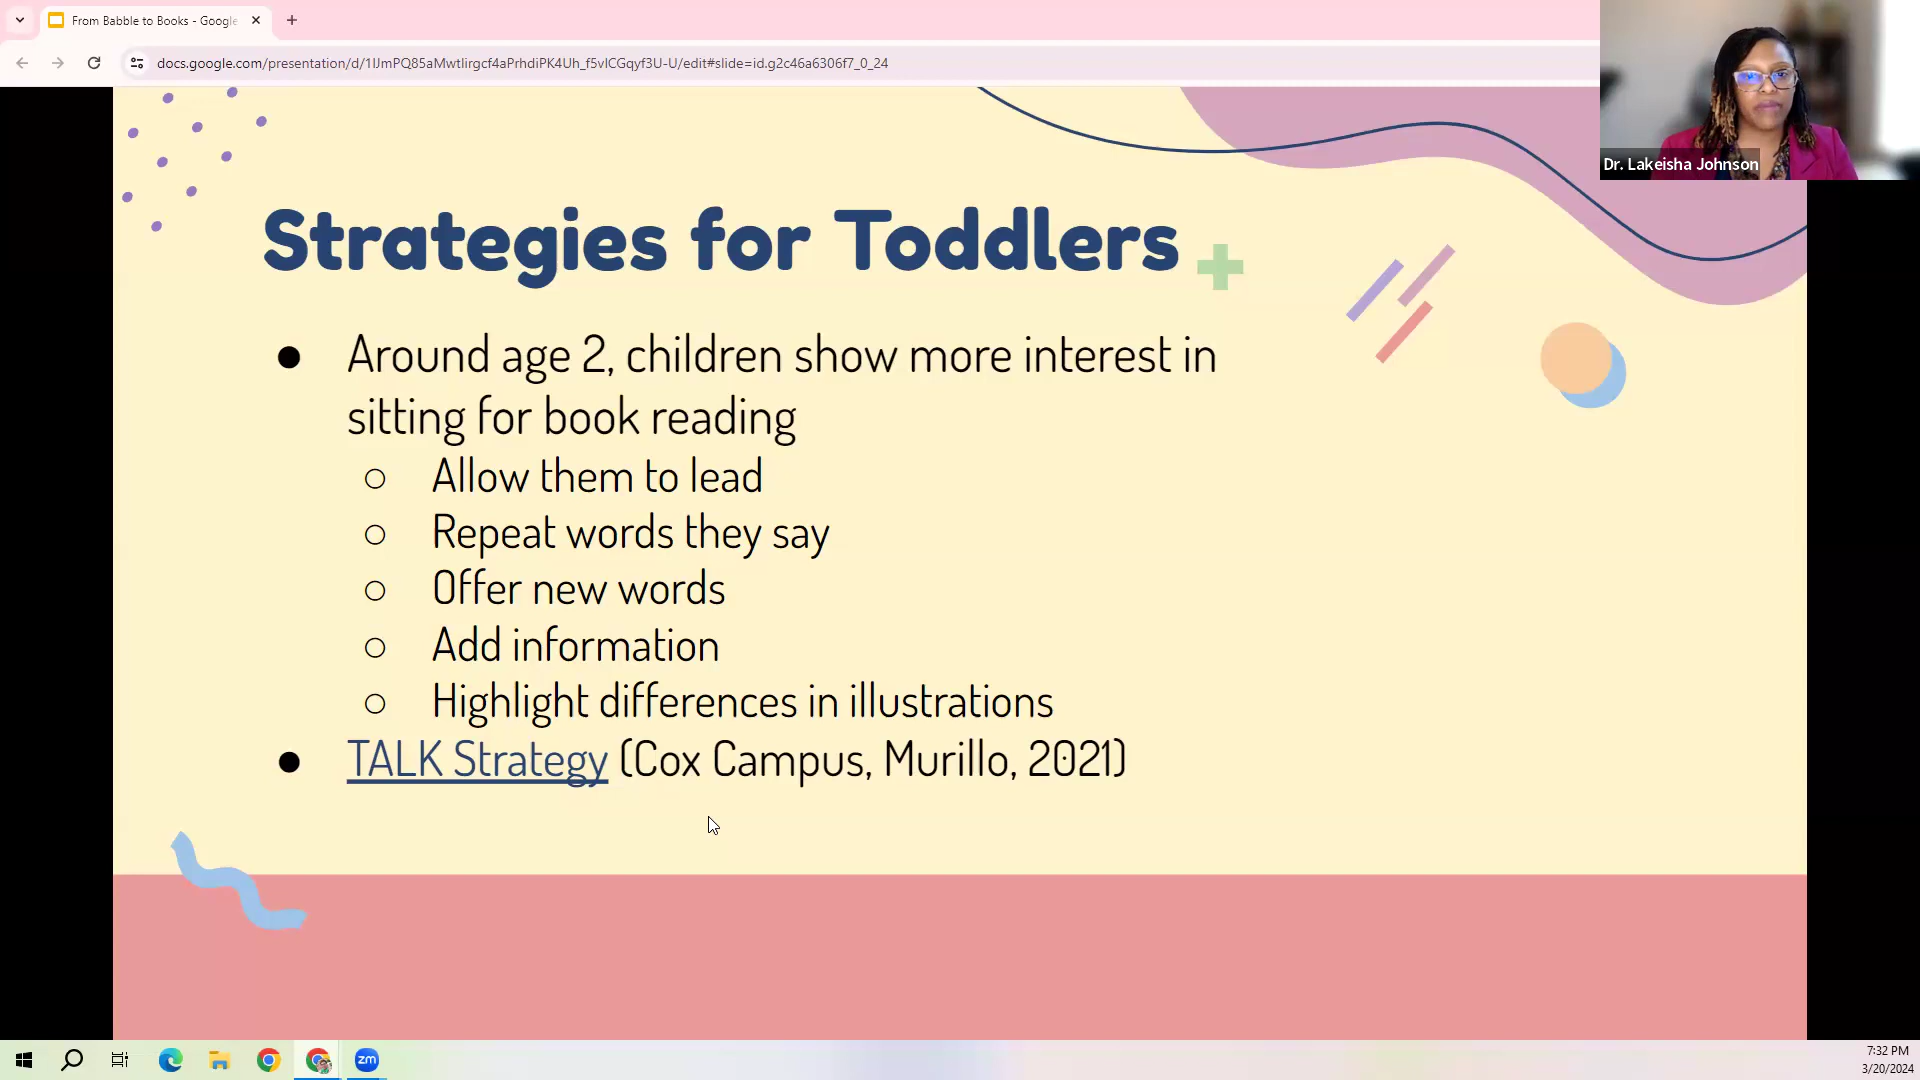 From Babble to Books - Google
docs.google.com/presentation/d/1IJmPQ85aMwtlirgcf4aPrhdiPK4Uh_f5vlCGqyf3U-U/edit#slide=id.g2c46a6306f7_0_24
Dr. Lakeisha Johnson
Strategies for Toddlers
● Around age 2, children show more interest in
sitting for book reading
○ Allow them to lead
○ Repeat words they say
○ Offer new words
○ Add information
○ Highlight differences in illustrations
● TALK Strategy (Cox Campus, Murillo, 2021)
zm
7:32 PM
3/20/2024